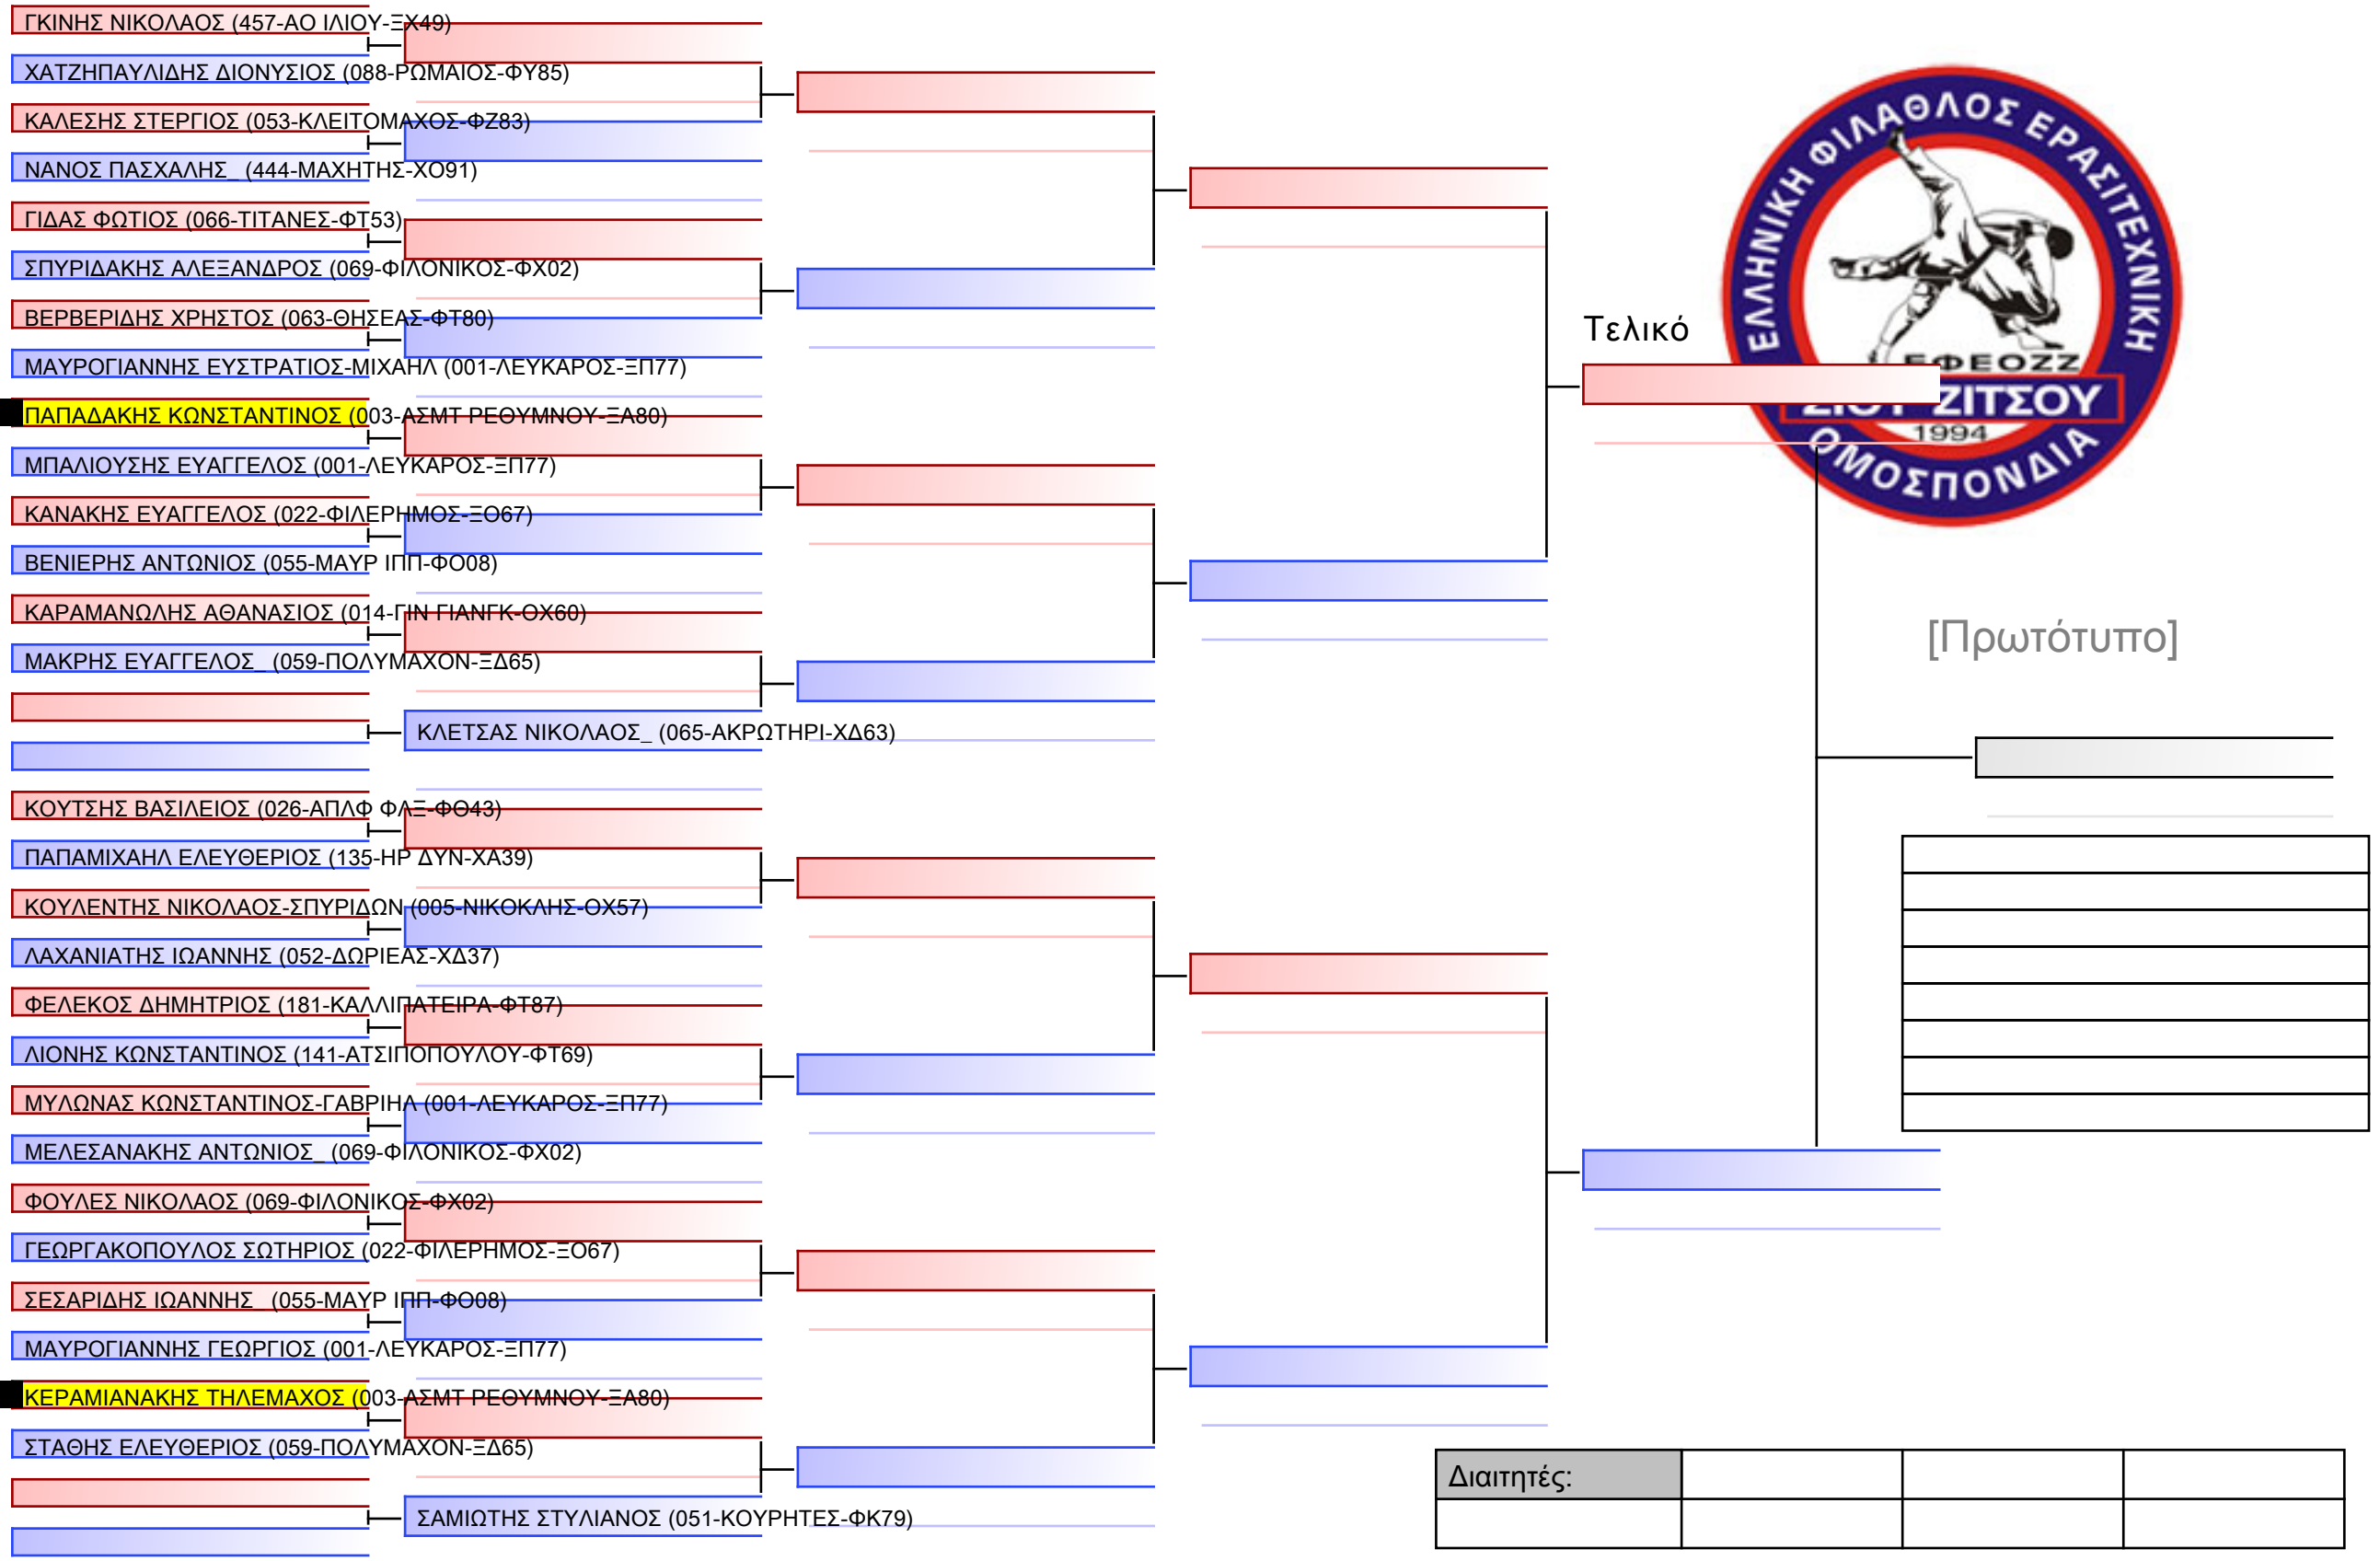 ΓΚΙΝΗΣ ΝΙΚΟΛΑΟΣ (457-ΑΟ ΙΛΙΟΥ-ΞΧ49)
ΧΑΤΖΗΠΑΥΛΙΔΗΣ ΔΙΟΝΥΣΙΟΣ (088-ΡΩΜΑΙΟΣ-ΦΥ85)
ΚΑΛΕΣΗΣ ΣΤΕΡΓΙΟΣ (053-ΚΛΕΙΤΟΜΑΧΟΣ-ΦΖ83)
ΝΑΝΟΣ ΠΑΣΧΑΛΗΣ_ (444-ΜΑΧΗΤΗΣ-ΧΟ91)
ΓΙΔΑΣ ΦΩΤΙΟΣ (066-ΤΙΤΑΝΕΣ-ΦΤ53)
ΣΠΥΡΙΔΑΚΗΣ ΑΛΕΞΑΝΔΡΟΣ (069-ΦΙΛΟΝΙΚΟΣ-ΦΧ02)
ΒΕΡΒΕΡΙΔΗΣ ΧΡΗΣΤΟΣ (063-ΘΗΣΕΑΣ-ΦΤ80)
ΜΑΥΡΟΓΙΑΝΝΗΣ ΕΥΣΤΡΑΤΙΟΣ-ΜΙΧΑΗΛ (001-ΛΕΥΚΑΡΟΣ-ΞΠ77)
ΠΑΠΑΔΑΚΗΣ ΚΩΝΣΤΑΝΤΙΝΟΣ (003-ΑΣΜΤ ΡΕΘΥΜΝΟΥ-ΞΑ80)
ΜΠΑΛΙΟΥΣΗΣ ΕΥΑΓΓΕΛΟΣ (001-ΛΕΥΚΑΡΟΣ-ΞΠ77)
ΚΑΝΑΚΗΣ ΕΥΑΓΓΕΛΟΣ (022-ΦΙΛΕΡΗΜΟΣ-ΞΟ67)
ΒΕΝΙΕΡΗΣ ΑΝΤΩΝΙΟΣ (055-ΜΑΥΡ ΙΠΠ-ΦΟ08)
ΚΑΡΑΜΑΝΩΛΗΣ ΑΘΑΝΑΣΙΟΣ (014-ΓΙΝ ΓΙΑΝΓΚ-ΟΧ60)
ΜΑΚΡΗΣ ΕΥΑΓΓΕΛΟΣ_ (059-ΠΟΛΥΜΑΧΟΝ-ΞΔ65)
ΚΛΕΤΣΑΣ ΝΙΚΟΛΑΟΣ_ (065-ΑΚΡΩΤΗΡΙ-ΧΔ63)
ΚΟΥΤΣΗΣ ΒΑΣΙΛΕΙΟΣ (026-ΑΠΛΦ ΦΛΞ-ΦΘ43)
ΠΑΠΑΜΙΧΑΗΛ ΕΛΕΥΘΕΡΙΟΣ (135-ΗΡ ΔΥΝ-ΧΑ39)
ΚΟΥΛΕΝΤΗΣ ΝΙΚΟΛΑΟΣ-ΣΠΥΡΙΔΩΝ (005-ΝΙΚΟΚΛΗΣ-ΟΧ57)
ΛΑΧΑΝΙΑΤΗΣ ΙΩΑΝΝΗΣ (052-ΔΩΡΙΕΑΣ-ΧΔ37)
ΦΕΛΕΚΟΣ ΔΗΜΗΤΡΙΟΣ (181-ΚΑΛΛΙΠΑΤΕΙΡΑ-ΦΤ87)
ΛΙΟΝΗΣ ΚΩΝΣΤΑΝΤΙΝΟΣ (141-ΑΤΣΙΠΟΠΟΥΛΟΥ-ΦΤ69)
ΜΥΛΩΝΑΣ ΚΩΝΣΤΑΝΤΙΝΟΣ-ΓΑΒΡΙΗΛ (001-ΛΕΥΚΑΡΟΣ-ΞΠ77)
ΜΕΛΕΣΑΝΑΚΗΣ ΑΝΤΩΝΙΟΣ_ (069-ΦΙΛΟΝΙΚΟΣ-ΦΧ02)
ΦΟΥΛΕΣ ΝΙΚΟΛΑΟΣ (069-ΦΙΛΟΝΙΚΟΣ-ΦΧ02)
ΓΕΩΡΓΑΚΟΠΟΥΛΟΣ ΣΩΤΗΡΙΟΣ (022-ΦΙΛΕΡΗΜΟΣ-ΞΟ67)
ΣΕΣΑΡΙΔΗΣ ΙΩΑΝΝΗΣ_ (055-ΜΑΥΡ ΙΠΠ-ΦΟ08)
ΜΑΥΡΟΓΙΑΝΝΗΣ ΓΕΩΡΓΙΟΣ (001-ΛΕΥΚΑΡΟΣ-ΞΠ77)
ΚΕΡΑΜΙΑΝΑΚΗΣ ΤΗΛΕΜΑΧΟΣ (003-ΑΣΜΤ ΡΕΘΥΜΝΟΥ-ΞΑ80)
ΣΤΑΘΗΣ ΕΛΕΥΘΕΡΙΟΣ (059-ΠΟΛΥΜΑΧΟΝ-ΞΔ65)
ΣΑΜΙΩΤΗΣ ΣΤΥΛΙΑΝΟΣ (051-ΚΟΥΡΗΤΕΣ-ΦΚ79)
Τελικό
ΕΛΛΗΝΙΚΗ ΦΙΛΑΘΛΟΣ ΕΡΑΣΙΤΕΧΝΙΚΗ
ΕΦΕΟΖΖ
ΖΙΟΥ ΖΙΤΣΟΥ
1994
ΟΜΟΣΠΟΝΔΙΑ
[Πρωτότυπο]
Διαιτητές: